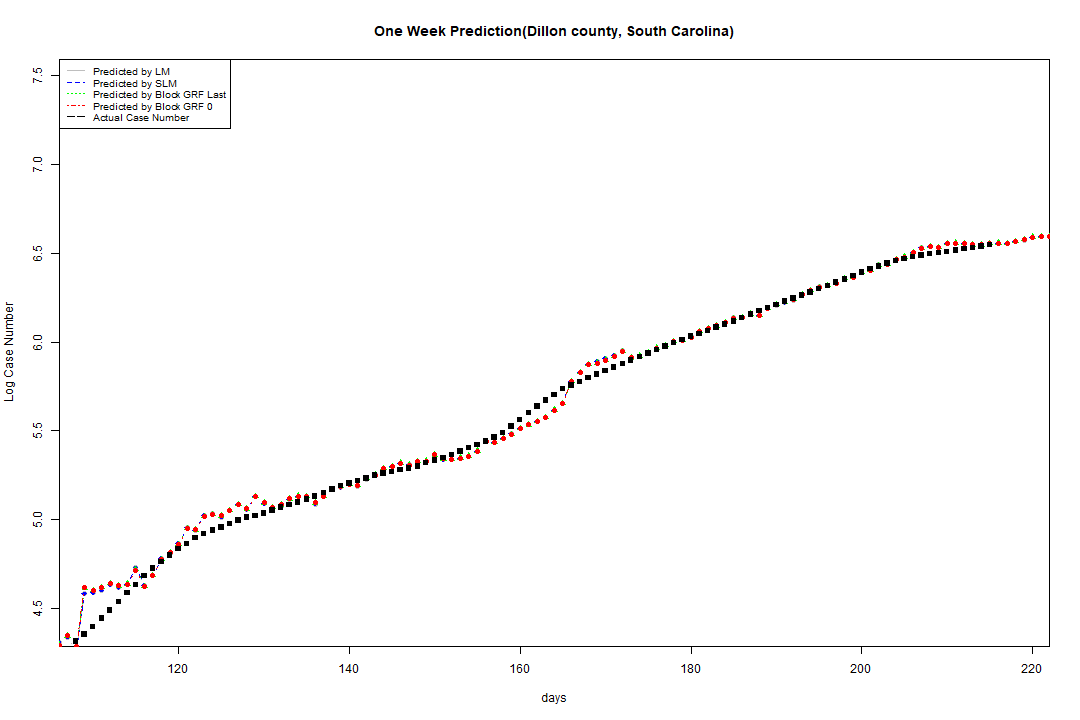 One Week Prediction(Dillon county, South Carolina)
Predicted by LM
Predicted by SLM
Predicted by Block GRF Last
Predicted by Block GRF 0
Actual Case Number
7.5
7.0
6.5
6.0
5.5
5.0
4.5
Log Case Number
120 140 160 180 200 220
days